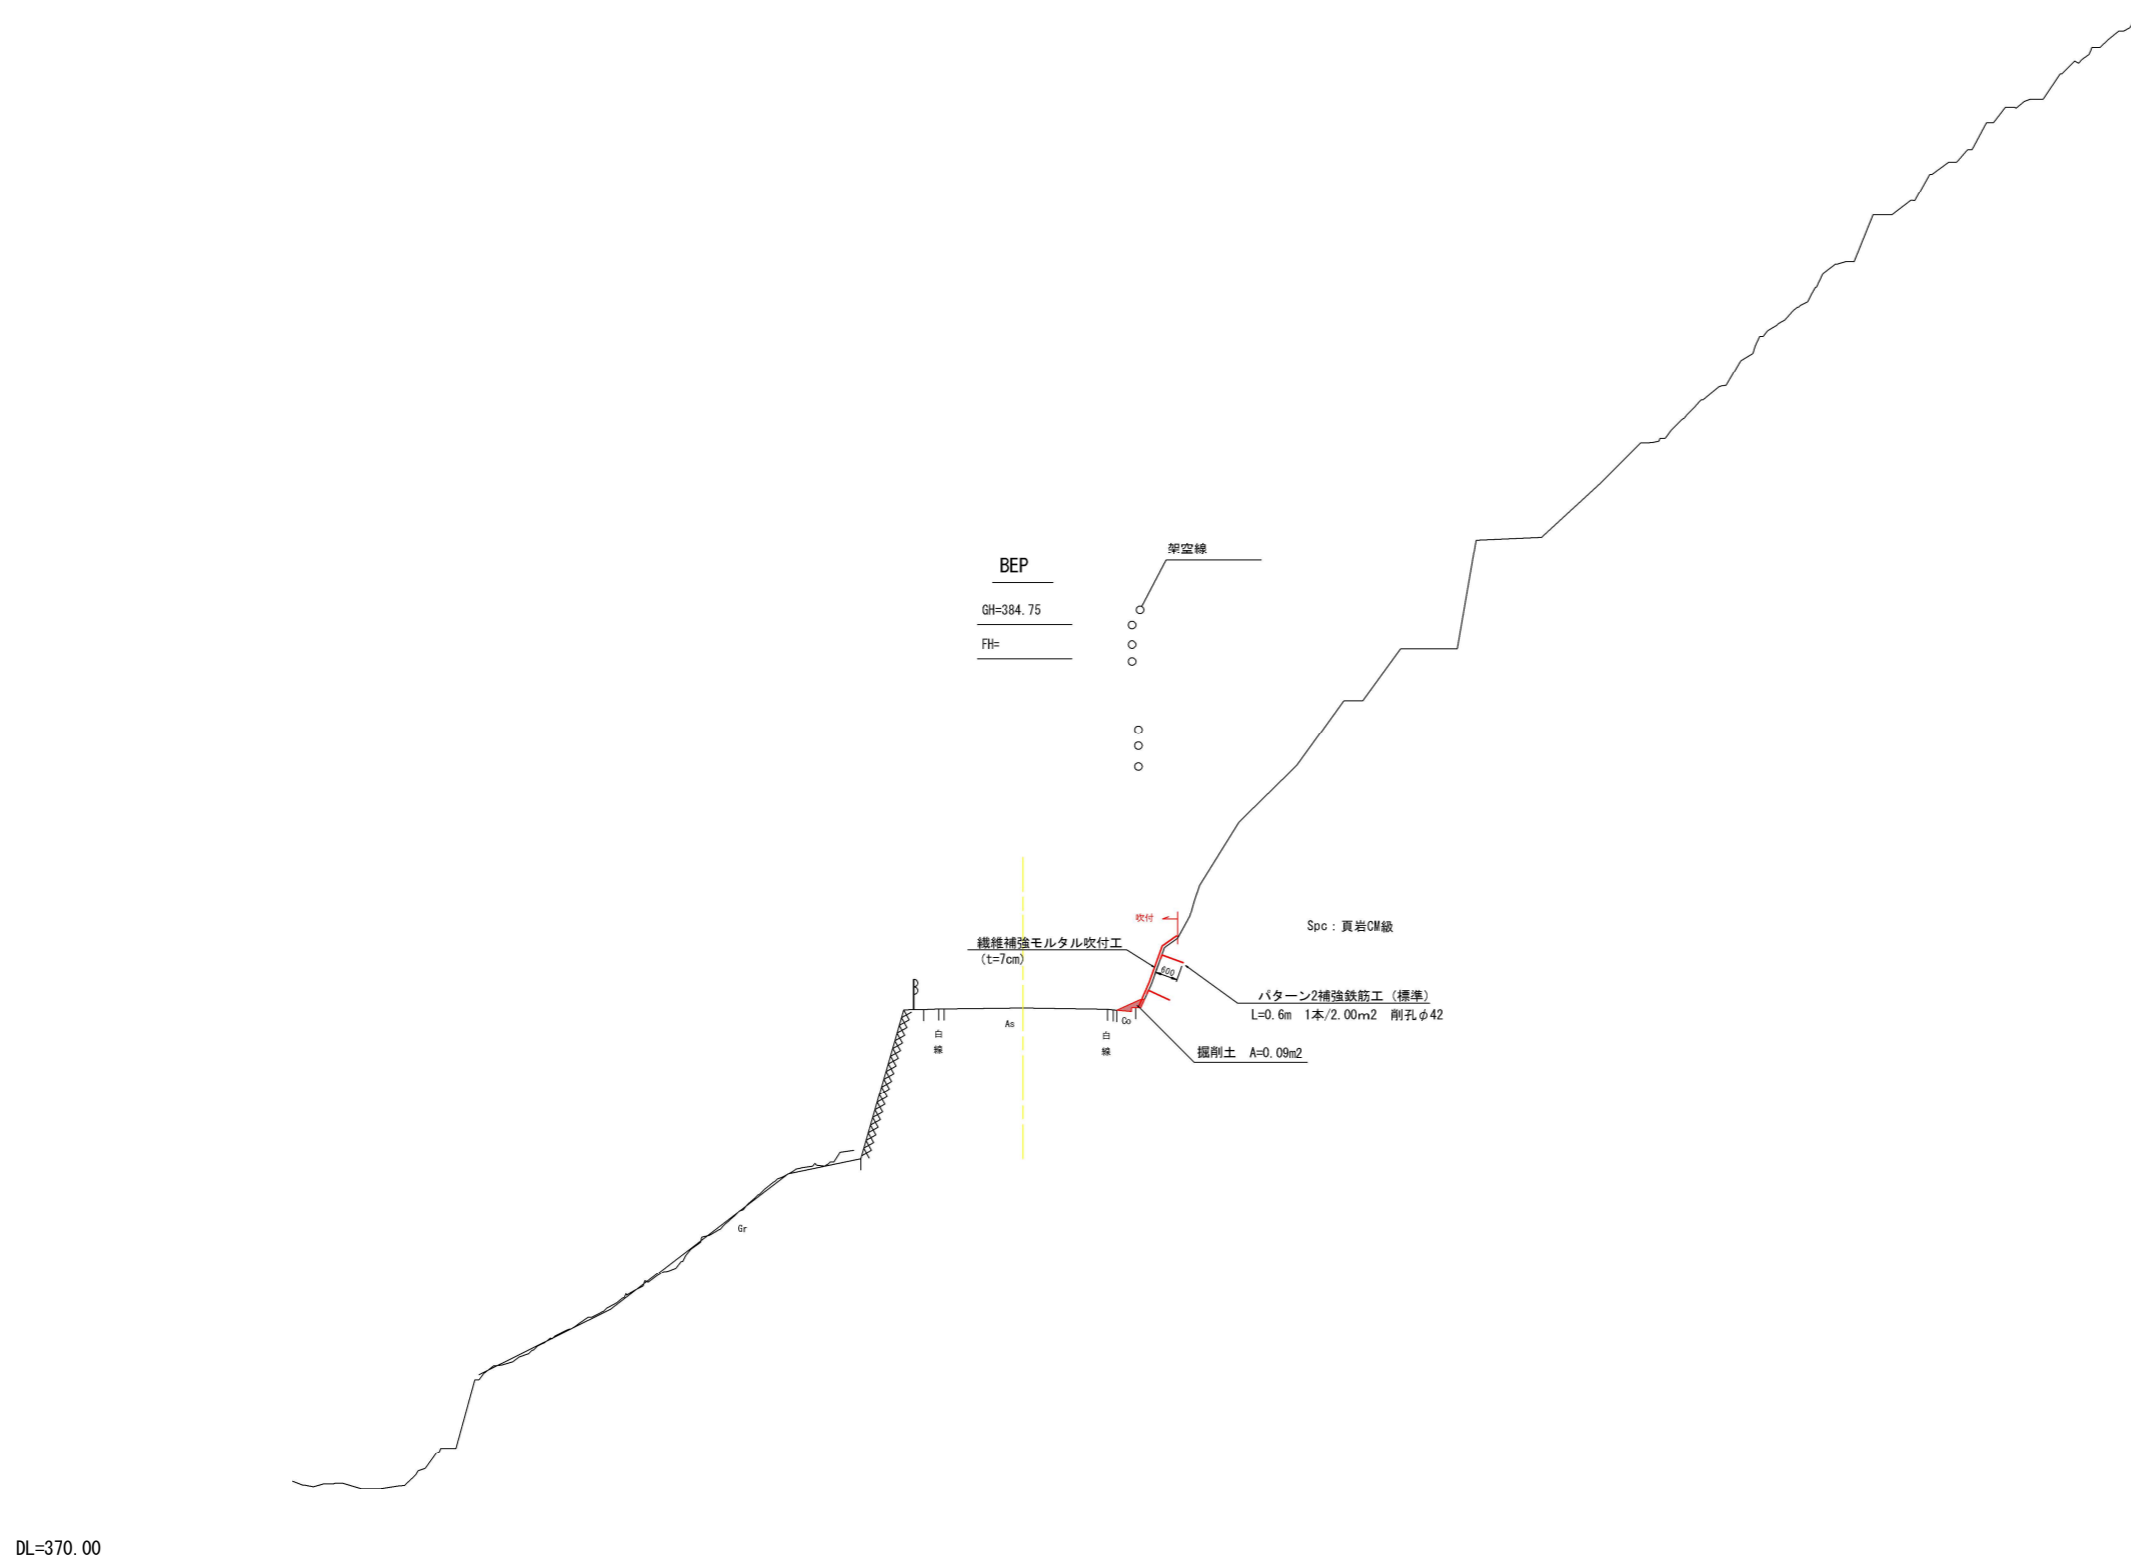 架空線
BEP
GH=384.75
FH=
吹付
Spc：頁岩CM級
繊維補強モルタル吹付工
(t=7cm)
600
パターン2補強鉄筋工（標準）
L=0.6m　1本/2.00m2　削孔φ42
As
Co
白線
白線
掘削土　A=0.09m2
Gr
DL=370.00